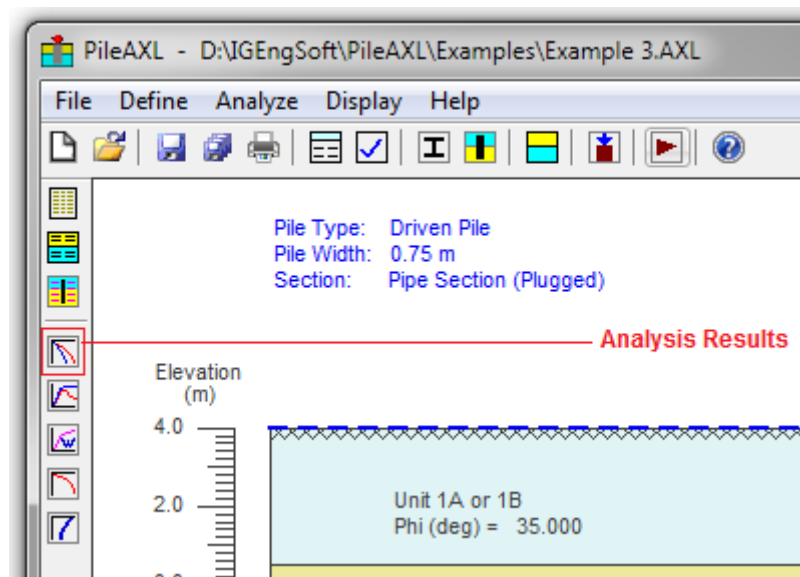 PileAXL - D:\IGEngSoft\PileAXL\Examples\Example 3.AXL
File Define Analyze Display Help
Pile Type: Driven Pile
Pile Width: 0.75 m
Section: Pipe Section (Plugged)
Analysis Results
Elevation
(m)
4.0
2.0
Unit 1A or 1B
Phi (deg) = 35.000